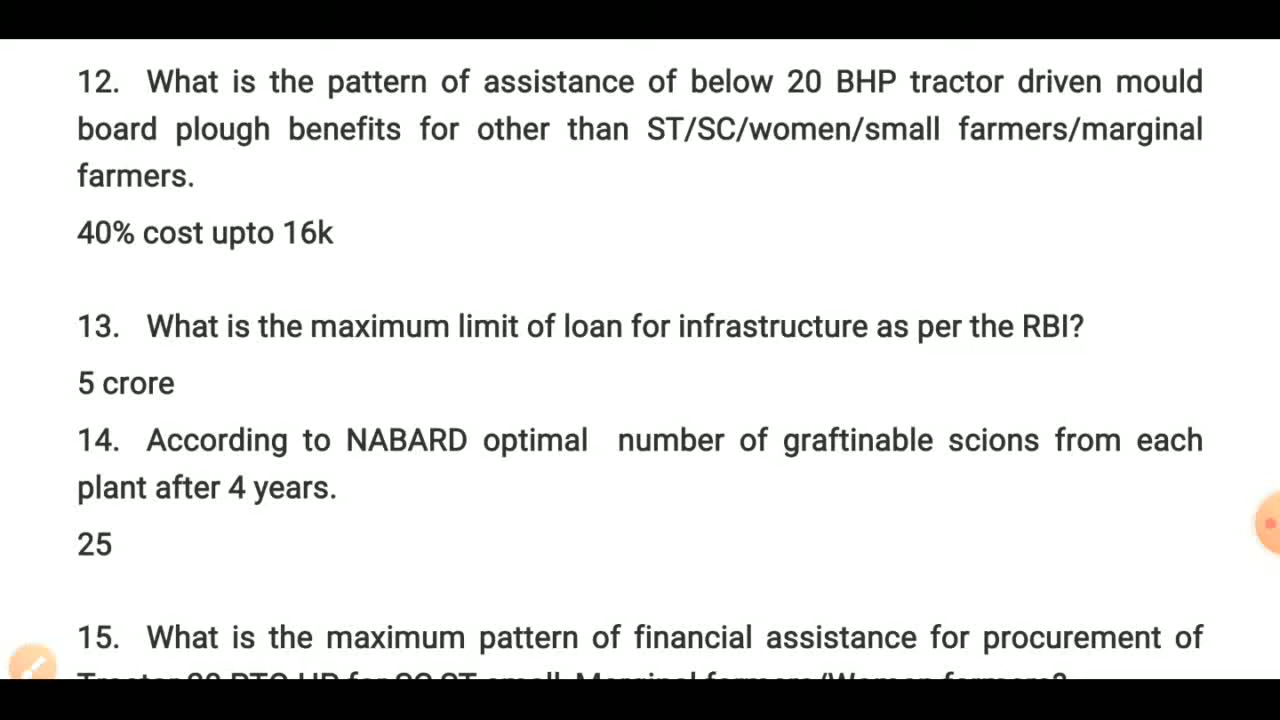 12. What is the pattern of assistance of below 20 BHP tractor driven mould
board plough benefits for other than ST/SC/women/small farmers/marginal
farmers.
40% cost upto 16k
13. What is the maximum limit of loan for infrastructure as per the RBI?
5 crore
14. According to NABARD optimal number of graftinable scions from each
plant after 4 years.
25
15. What is the maximum pattern of financial assistance for procurement of